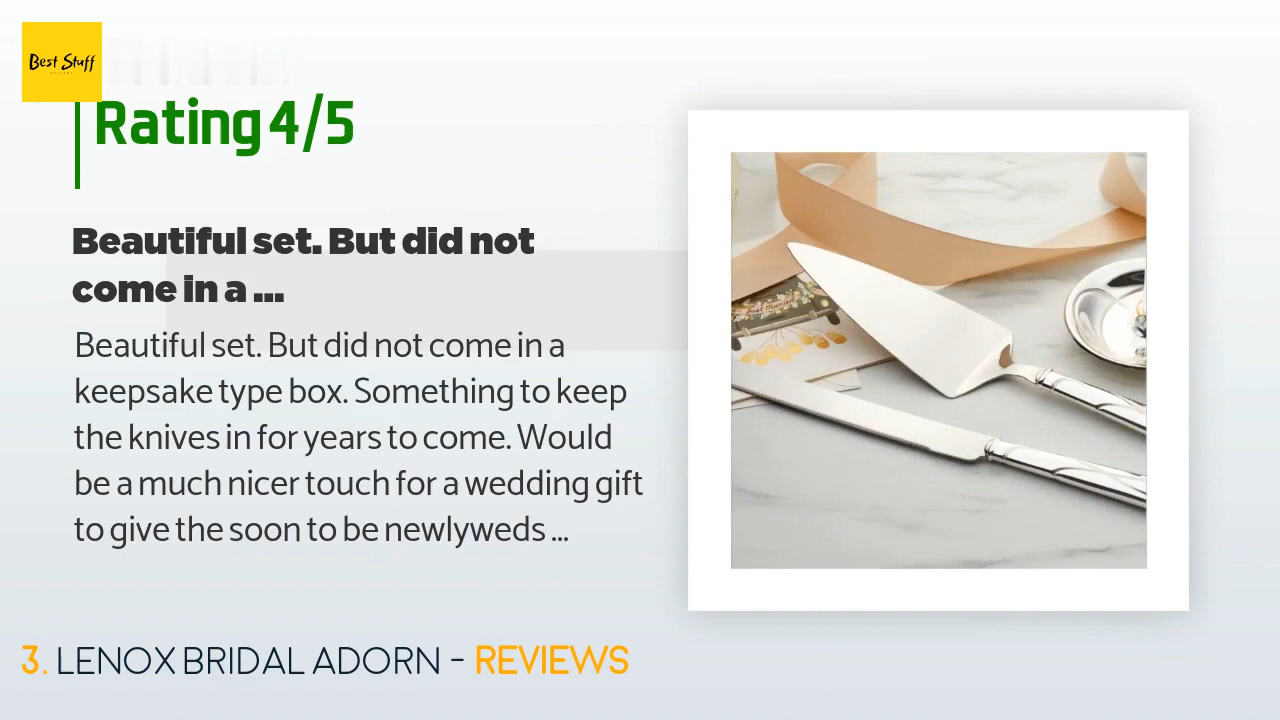 Best Stuff
Rating 4/5
Beautiful set. But did not
come in a ...
Beautiful set. But did not come in a
keepsake type box. Something to keep
the knives in for years to come. Would
be a much nicer touch for a wedding gift
to give the soon to be newlyweds ...
Just Married
3. LENOX BRIDAL ADORN - REVIEWS